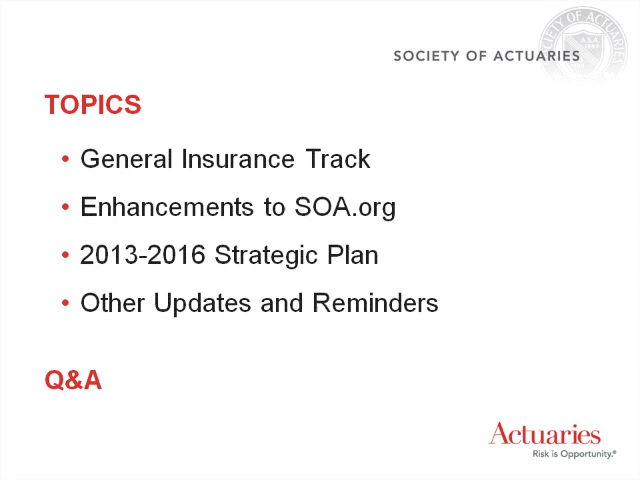 SOCIETY OF ACTUARIES
TOPICS
• General Insurance Track
• Enhancements to SOA.org
• 2013-2016 Strategic Plan
• Other Updates and Reminders
Q&A
Actuaries
Risk is Opportunity.®